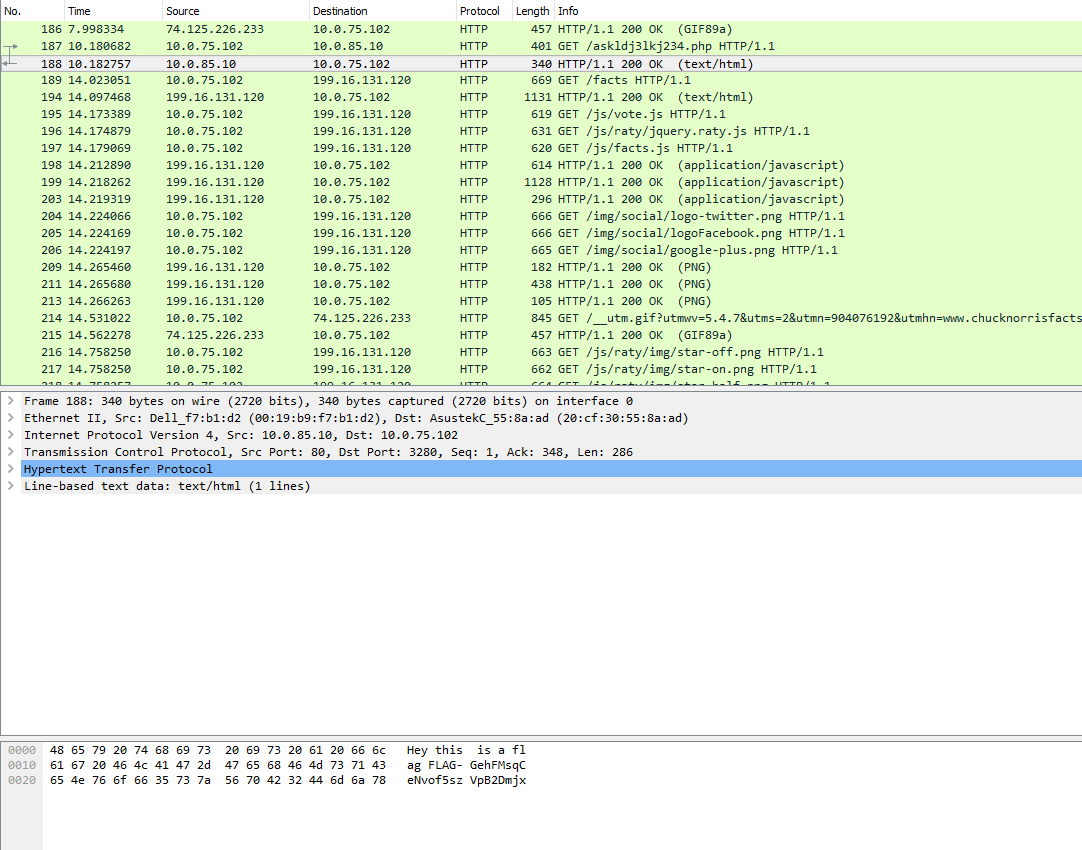 No. Time Source Destination Protocol Length Info
186 7.998334 74.125.226.233 10.0.75.102 HTTP 457 HTTP/1.1 200 OK (GIF89a)
187 10.180682 10.0.75.102 10.0.85.10 HTTP 401 GET /askldj3lkj234.php HTTP/1.1
188 10.182757 10.0.85.10 10.0.75.102 HTTP 340 HTTP/1.1 200 OK (text/html)
189 14.023051 10.0.75.102 199.16.131.120 HTTP 669 GET /facts HTTP/1.1
194 14.097468 199.16.131.120 10.0.75.102 HTTP 1131 HTTP/1.1 200 OK (text/html)
195 14.173389 10.0.75.102 199.16.131.120 HTTP 619 GET /js/vote.js HTTP/1.1
196 14.174879 10.0.75.102 199.16.131.120 HTTP 631 GET /js/raty/jquery.raty.js HTTP/1.1
197 14.179069 10.0.75.102 199.16.131.120 HTTP 620 GET /js/facts.js HTTP/1.1
198 14.212890 199.16.131.120 10.0.75.102 HTTP 614 HTTP/1.1 200 OK (application/javascript)
199 14.218262 199.16.131.120 10.0.75.102 HTTP 1128 HTTP/1.1 200 OK (application/javascript)
203 14.219319 199.16.131.120 10.0.75.102 HTTP 296 HTTP/1.1 200 OK (application/javascript)
204 14.224066 10.0.75.102 199.16.131.120 HTTP 666 GET /img/social/logo-twitter.png HTTP/1.1
205 14.224169 10.0.75.102 199.16.131.120 HTTP 666 GET /img/social/logoFacebook.png HTTP/1.1
206 14.224197 10.0.75.102 199.16.131.120 HTTP 665 GET /img/social/google-plus.png HTTP/1.1
209 14.265460 199.16.131.120 10.0.75.102 HTTP 182 HTTP/1.1 200 OK (PNG)
211 14.265680 199.16.131.120 10.0.75.102 HTTP 438 HTTP/1.1 200 OK (PNG)
213 14.266263 199.16.131.120 10.0.75.102 HTTP 105 HTTP/1.1 200 OK (PNG)
214 14.531022 10.0.75.102 74.125.226.233 HTTP 845 GET /__utm.gif?utmwv=5.4.7&utms=2&utmn=904076192&utmhn=www.chucknorrisfacts
215 14.562278 74.125.226.233 10.0.75.102 HTTP 457 HTTP/1.1 200 OK (GIF89a)
216 14.758250 10.0.75.102 199.16.131.120 HTTP 663 GET /js/raty/img/star-off.png HTTP/1.1
217 14.758250 10.0.75.102 199.16.131.120 HTTP 662 GET /js/raty/img/star-on.png HTTP/1.1
218 14.758257 10.0.75.102 199.16.131.120 HTTP 664 GET /js/raty/img/star-half.png HTTP/1.1
Frame 188: 340 bytes on wire (2720 bits), 340 bytes captured (2720 bits) on interface 0
Ethernet II, Src: Dell_f7:b1:d2 (00:19:b9:f7:b1:d2), Dst: AsustekC_55:8a:ad (20:cf:30:55:8a:ad)
Internet Protocol Version 4, Src: 10.0.85.10, Dst: 10.0.75.102
Transmission Control Protocol, Src Port: 80, Dst Port: 3280, Seq: 1, Ack: 348, Len: 286
Hypertext Transfer Protocol
Line-based text data: text/html (1 lines)
0000 48 65 79 20 74 68 69 73 20 69 73 20 61 20 66 6c Hey this is a fl
0010 61 67 20 46 4c 41 47 2d 47 65 68 46 4d 73 71 43 ag FLAG- GehFMsqC
0020 65 4e 76 6f 66 35 73 7a 56 70 42 32 44 6d 6a 78 eNvof5sz VpB2Dmjx